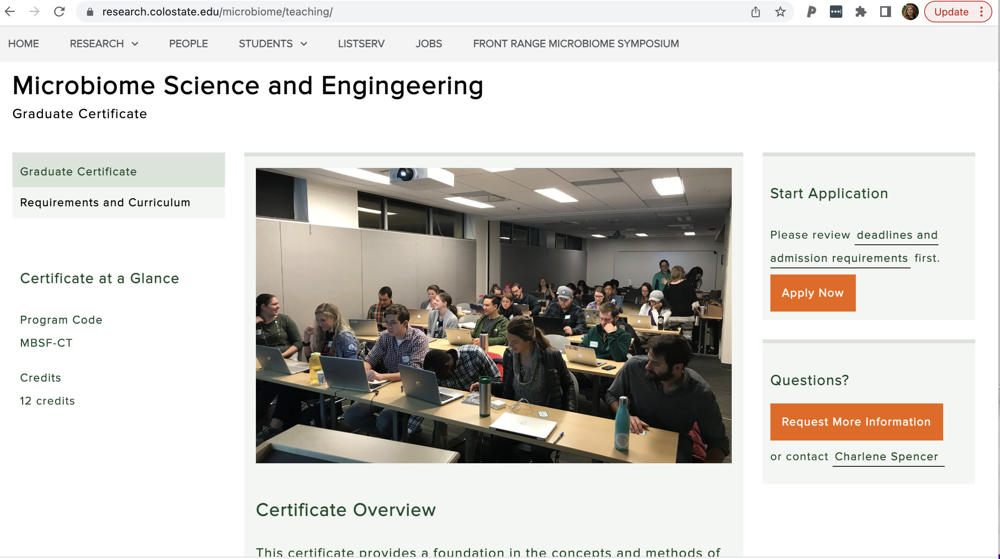 research.colostate.edu/microbiome/teaching/
Update
HOME
RESEARCH
PEOPLE
STUDENTS
LISTSERV
JOBS
FRONT RANGE MICROBIOME SYMPOSIUM
Microbiome Science and Engingeering
Graduate Certificate
Graduate Certificate
Requirements and Curriculum
Certificate at a Glance
Program Code
MBSF-CT
Credits
12 credits
Certificate Overview
This certificate provides a foundation in the concepts and methods of
Start Application
Please review deadlines and
admission requirements first.
Apply Now
Questions?
Request More Information
or contact Charlene Spencer